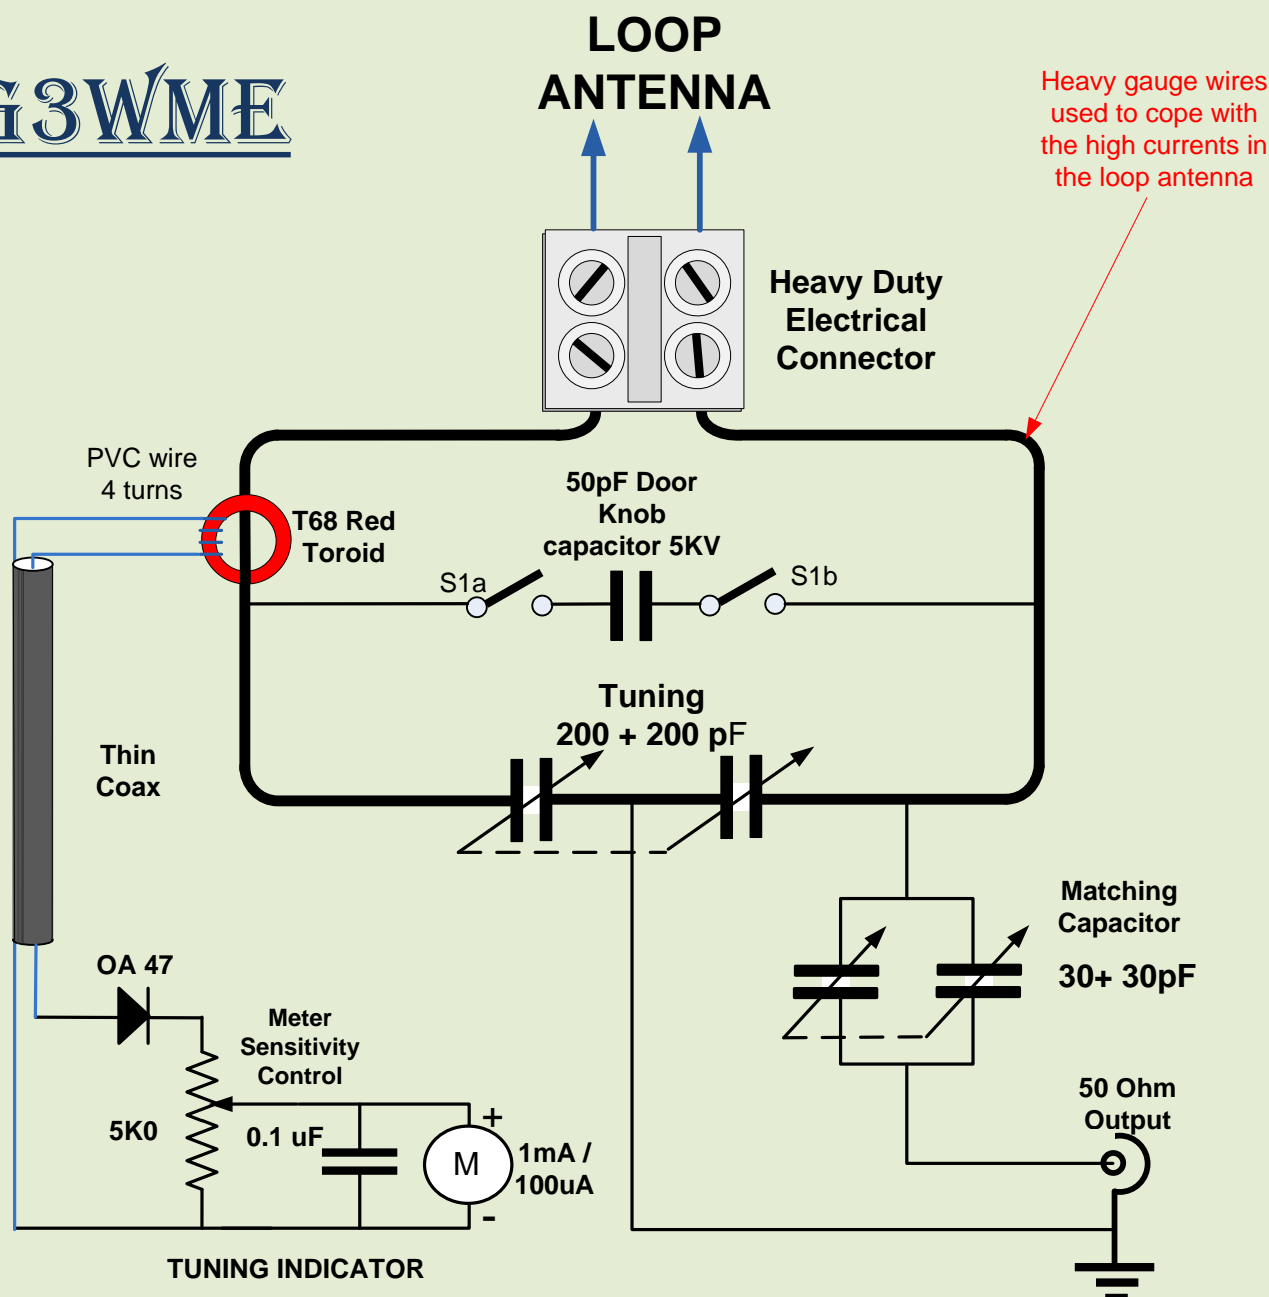 LOOP
ANTENNA
G3WME
Heavy gauge wires
used to cope with
the high currents in
the loop antenna
Heavy Duty
Electrical
Connector
PVC wire
4 turns
T68 Red
Toroid
50pF Door
Knob
capacitor 5KV
S1a
S1b
Tuning
200 + 200 pF
Thin
Coax
Matching
Capacitor
30+ 30pF
OA 47
Meter
Sensitivity
Control
5K0
0.1 uF
+
M
-
1mA /
100uA
50 Ohm
Output
TUNING INDICATOR